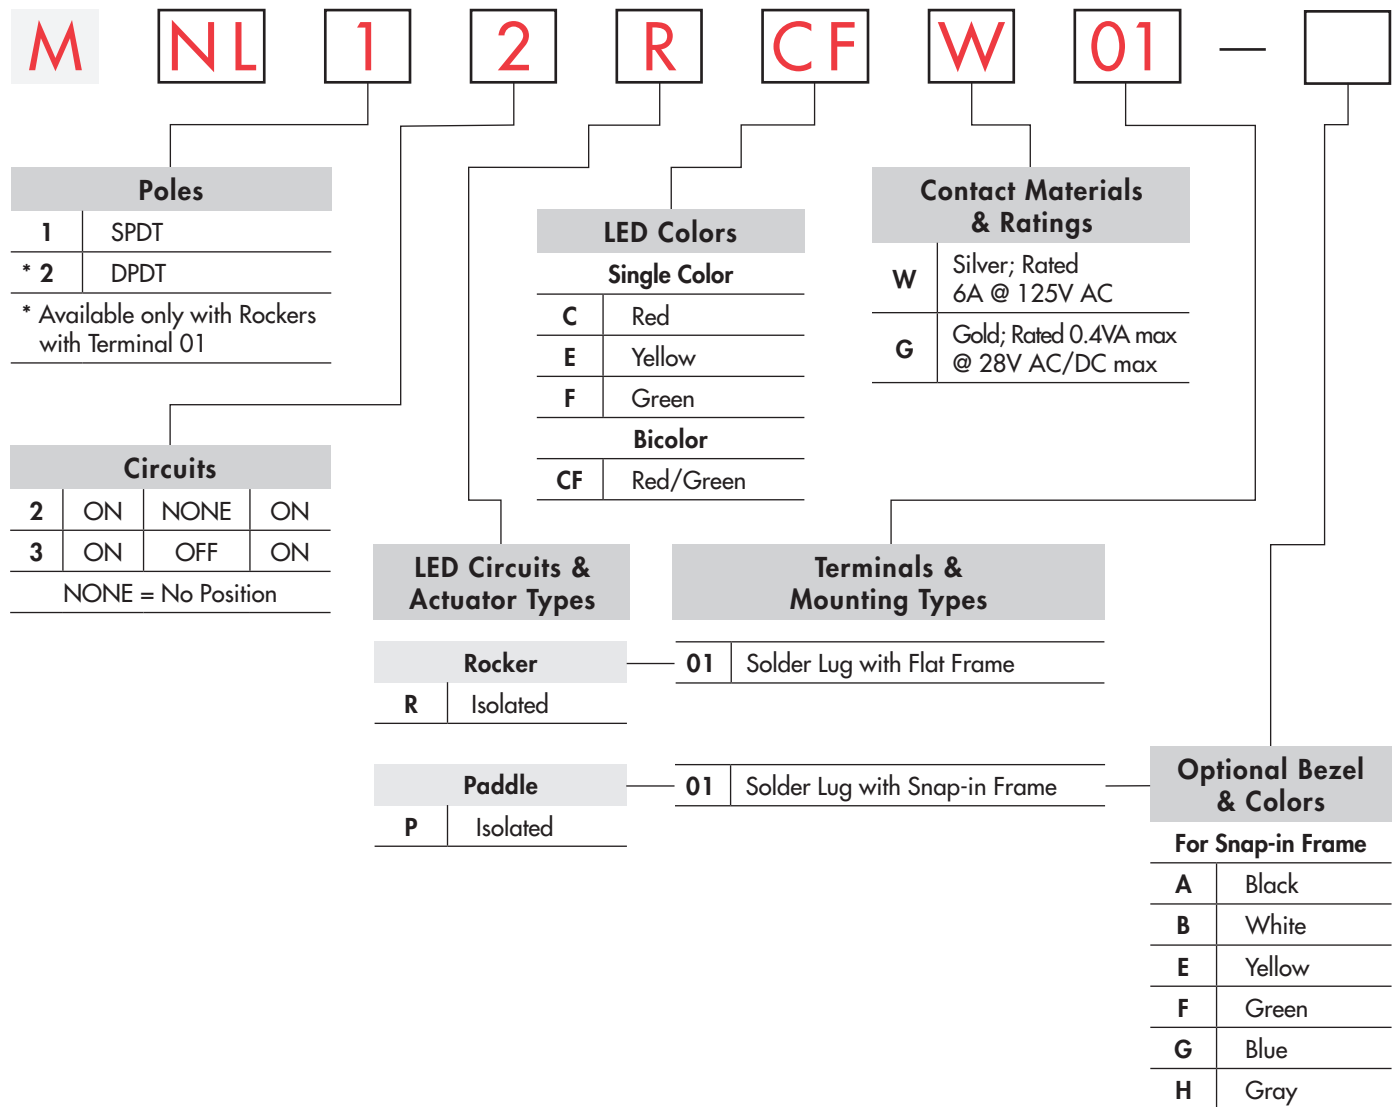 M NL 1 2 R CF W 01 —
Poles
1 SPDT
* 2 DPDT
* Available only with Rockers
with Terminal 01
Circuits
2 ON NONE ON
3 ON OFF ON
NONE = No Position
LED Colors
Single Color
C Red
E Yellow
F Green
Bicolor
CF Red/Green
Contact Materials
& Ratings
W Silver; Rated
6A @ 125V AC
G Gold; Rated 0.4VA max
@ 28V AC/DC max
LED Circuits &
Actuator Types
Rocker
R Isolated
Paddle
P Isolated
Terminals &
Mounting Types
01 Solder Lug with Flat Frame
01 Solder Lug with Snap-in Frame
Optional Bezel
& Colors
For Snap-in Frame
A Black
B White
E Yellow
F Green
G Blue
H Gray